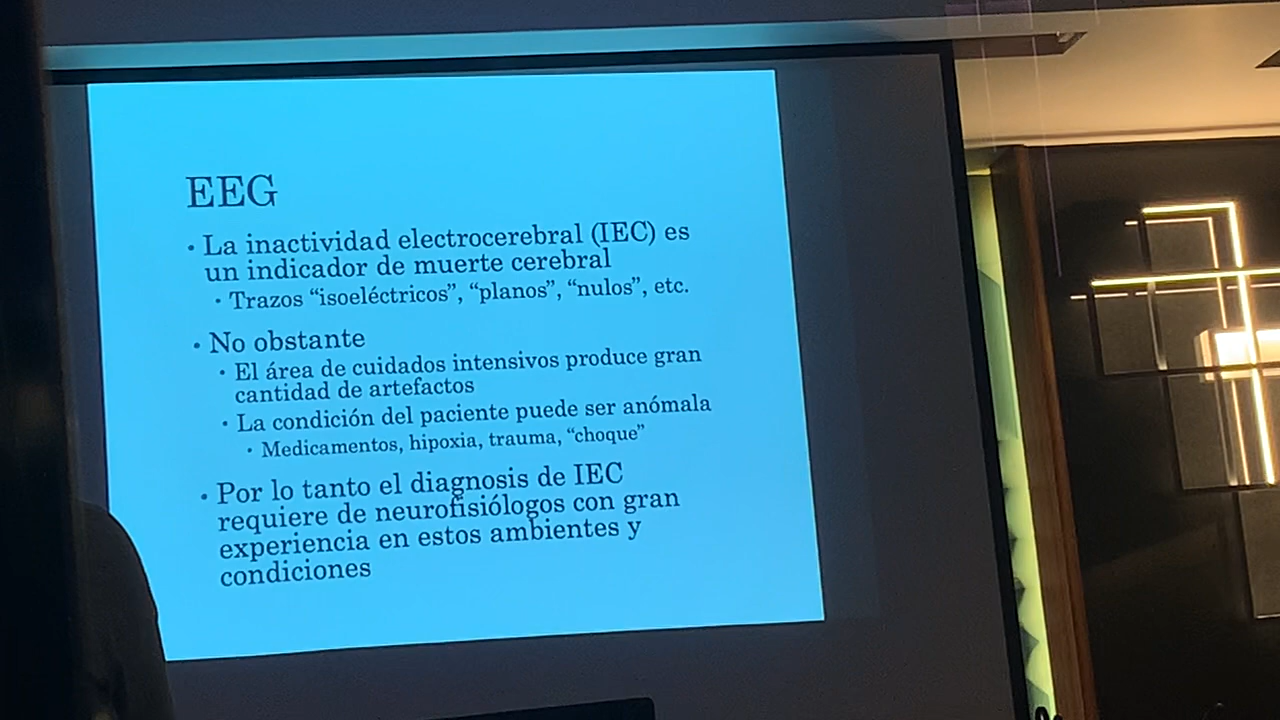 EEG
• La inactividad electrocerebral (IEC) es
un indicador de muerte cerebral
• Trazos “isoeléctricos”, “planos”, “nulos”, etc.
• No obstante
• El área de cuidados intensivos produce gran
cantidad de artefactos
• La condición del paciente puede ser anómala
• Medicamentos, hipoxia, trauma, “choque”
• Por lo tanto el diagnosis de IEC
requiere de neurofisiólogos con gran
experiencia en estos ambientes y
condiciones